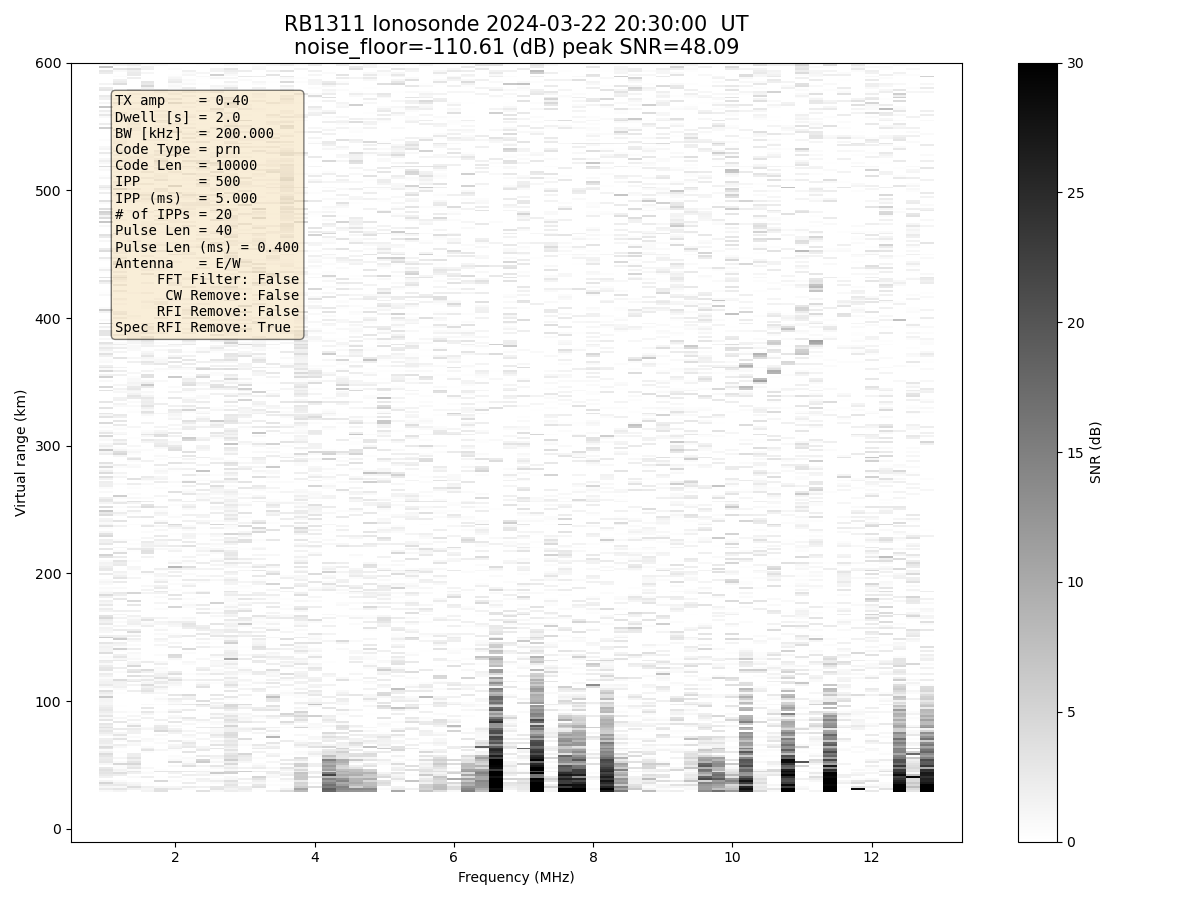 RB1311 Ionosonde 2024-03-22 20:30:00  UT
noise_floor=-110.61 (dB) peak SNR=48.09
TX amp    = 0.40
Dwell [s] = 2.0
BW [kHz]  = 200.000
Code Type = prn
Code Len  = 10000
IPP       = 500
IPP (ms)  = 5.000
# of IPPs = 20
Pulse Len = 40
Pulse Len (ms) = 0.400
Antenna   = E/W
FFT Filter: False
CW Remove: False
RFI Remove: False
Spec RFI Remove: True
600
500
400
300
200
100
0
Virtual range (km)
2 4 6 8 10 12
Frequency (MHz)
30
25
20
15
10
5
0
SNR (dB)